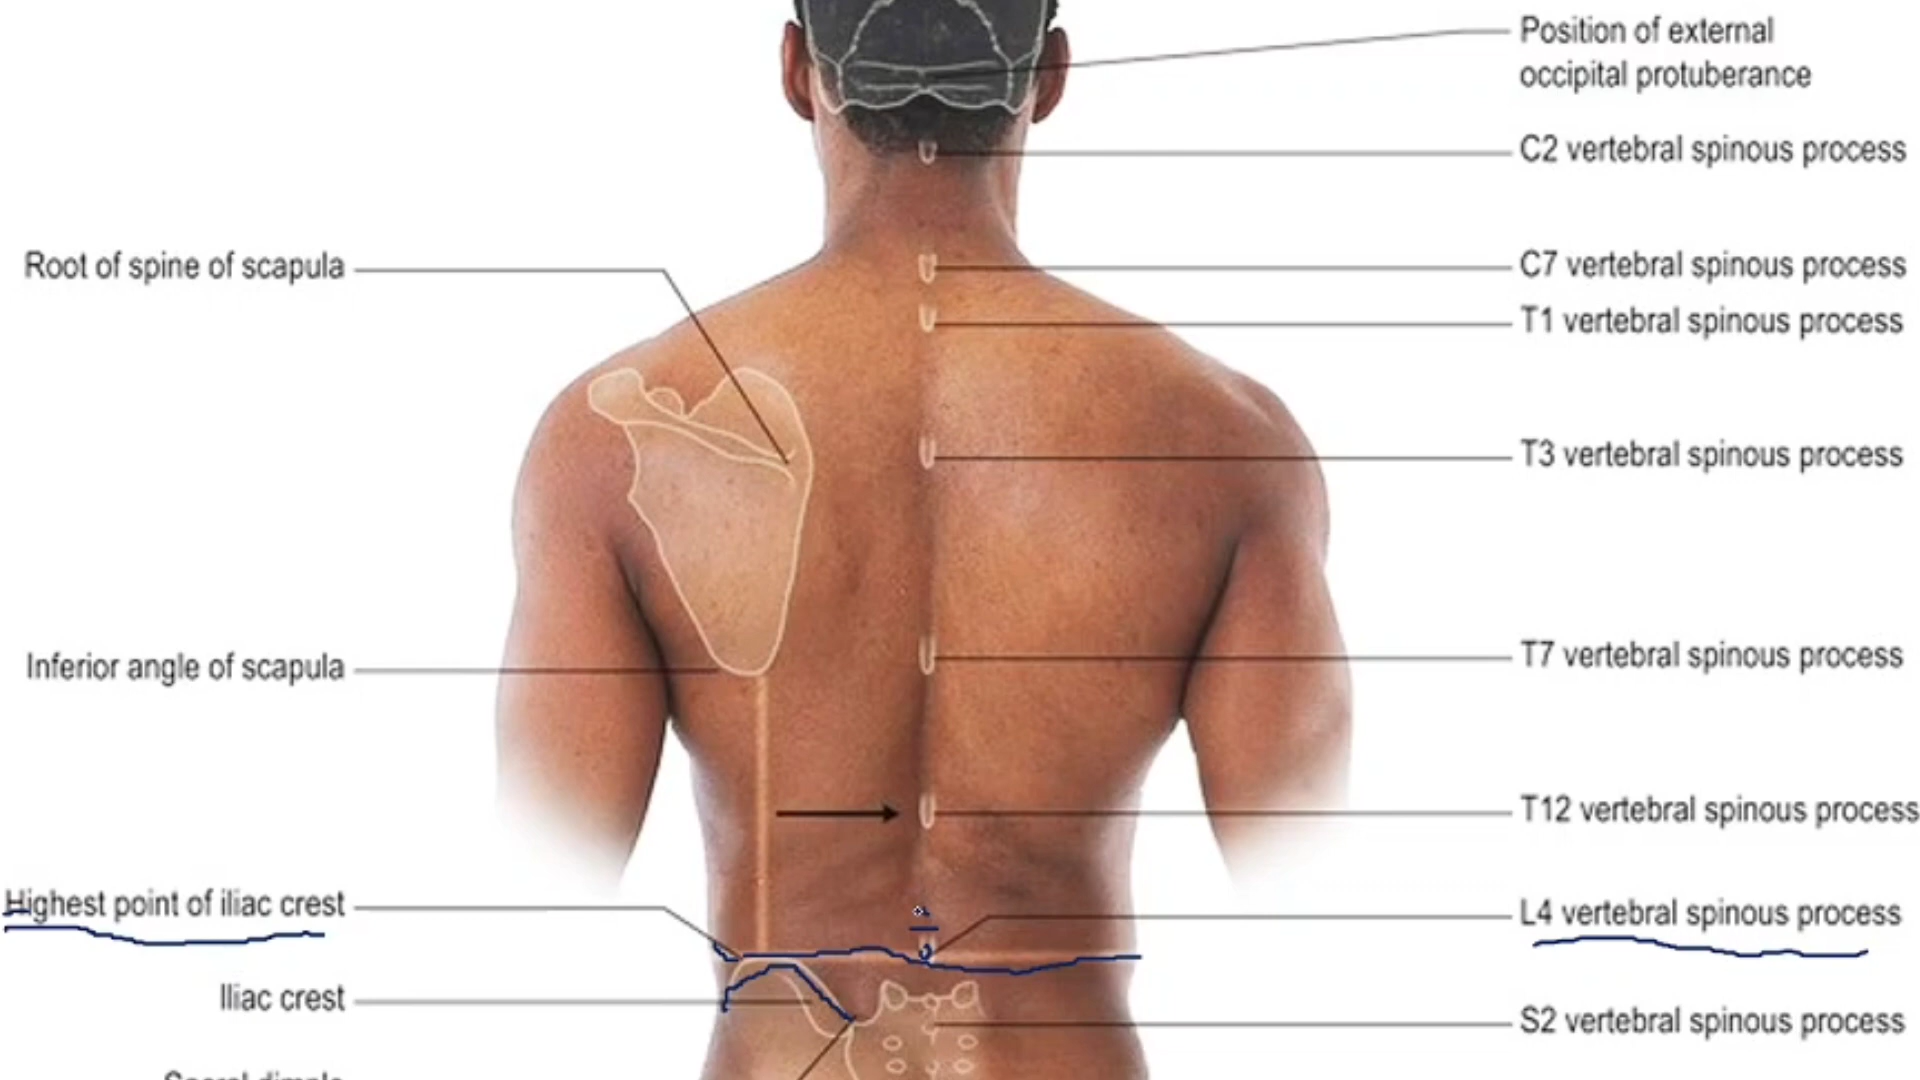 Position of external
occipital protuberance
C2 vertebral spinous process
Root of spine of scapula
C7 vertebral spinous process
T1 vertebral spinous process
T3 vertebral spinous process
Inferior angle of scapula
T7 vertebral spinous process
T12 vertebral spinous process
Highest point of iliac crest
L4 vertebral spinous process
Iliac crest
S2 vertebral spinous process
Sacral dimple